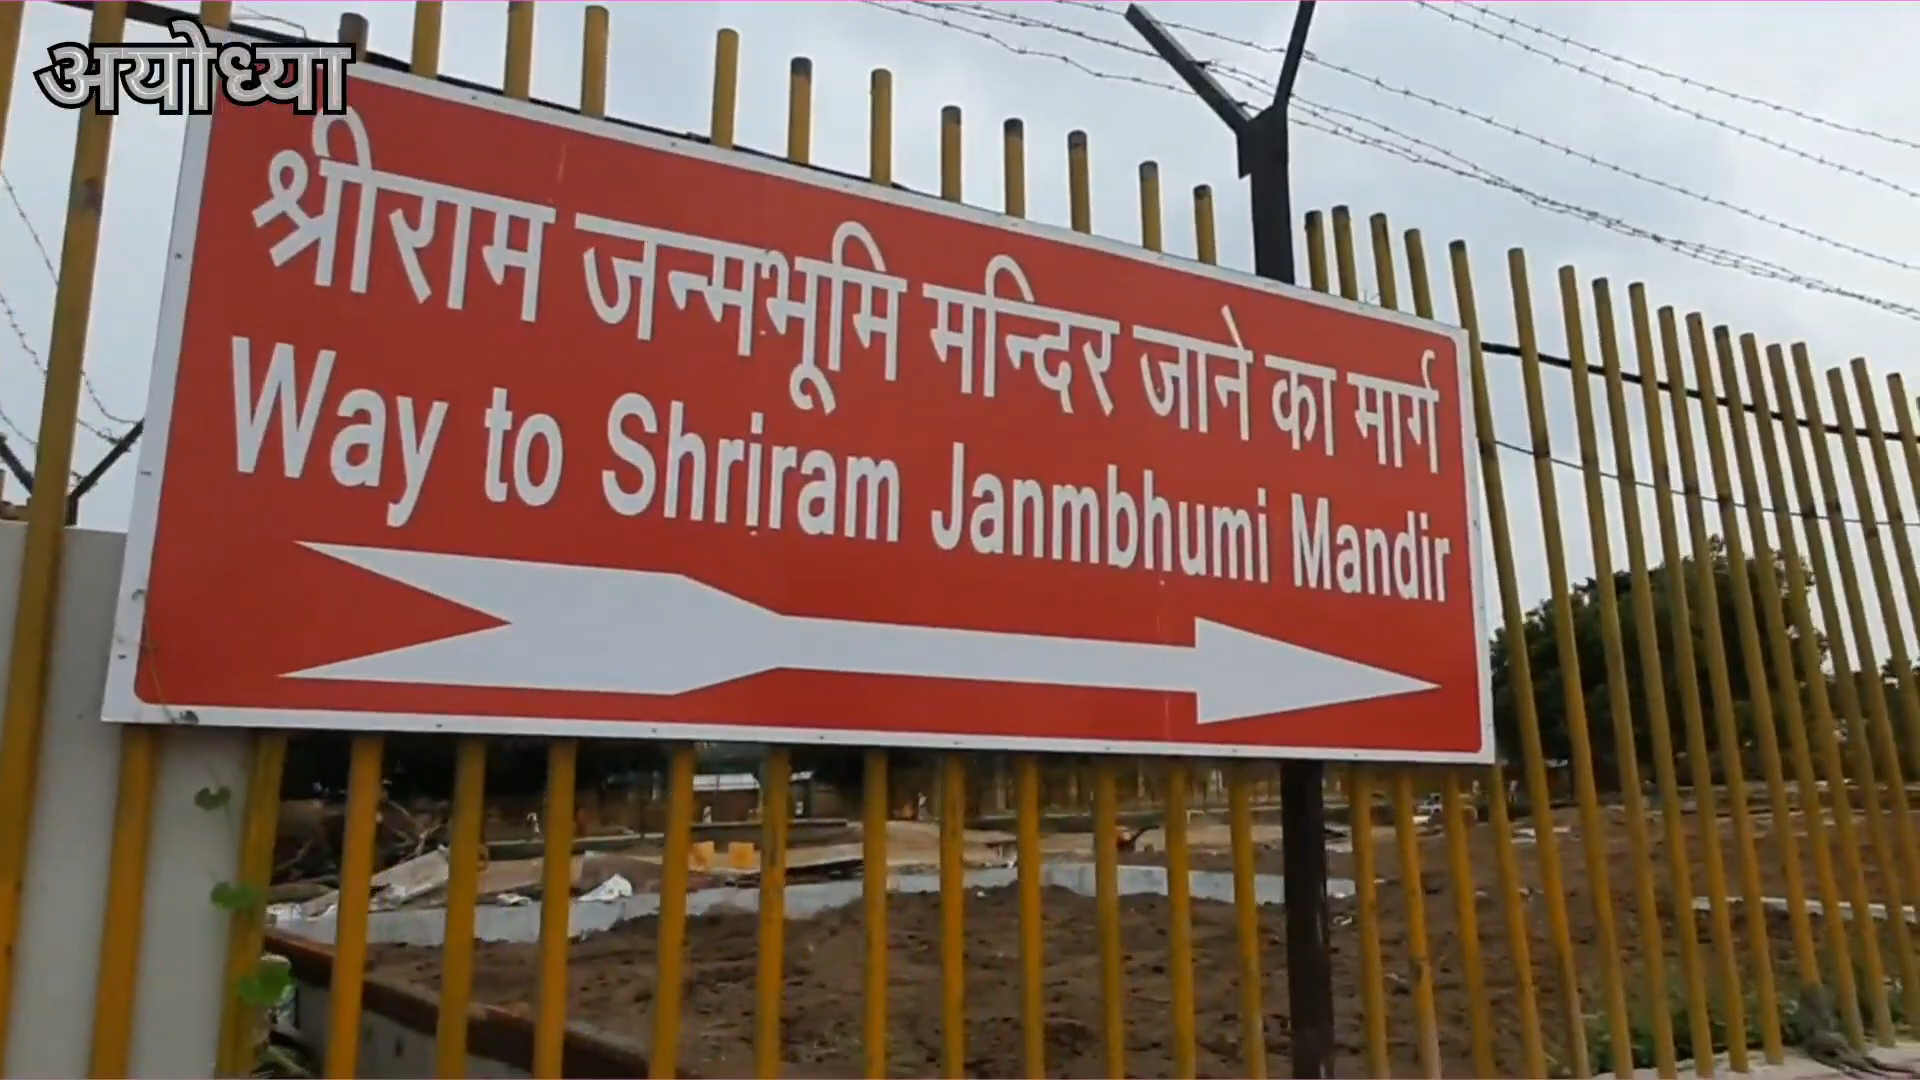 अयोध्या
श्रीराम जन्मभूमि मन्दिर जाने का मार्ग
Way to Shriram Janmbhumi Mandir